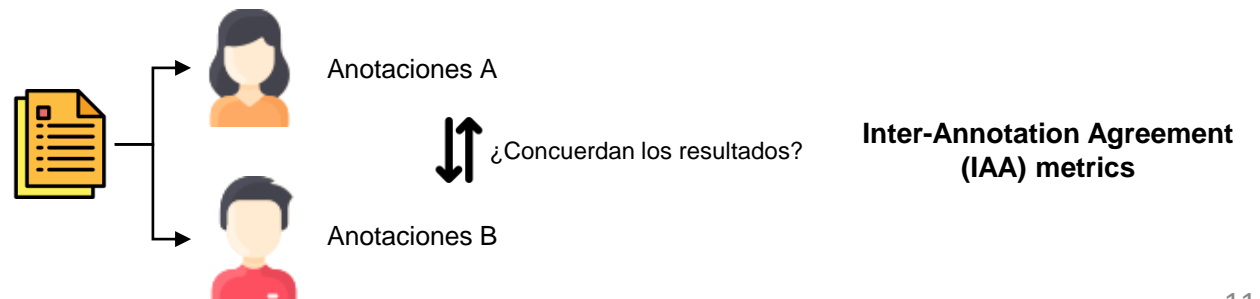 Anotaciones A
¿Concuerdan los resultados?
Anotaciones B
Inter-Annotation Agreement
(IAA) metrics